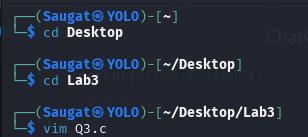 ┌──(Saugat㉿YOLO)-[~]
└─$ cd Desktop
┌──(Saugat㉿YOLO)-[~/Desktop]
└─$ cd Lab3
┌──(Saugat㉿YOLO)-[~/Desktop/Lab3]
└─$ vim Q3.c